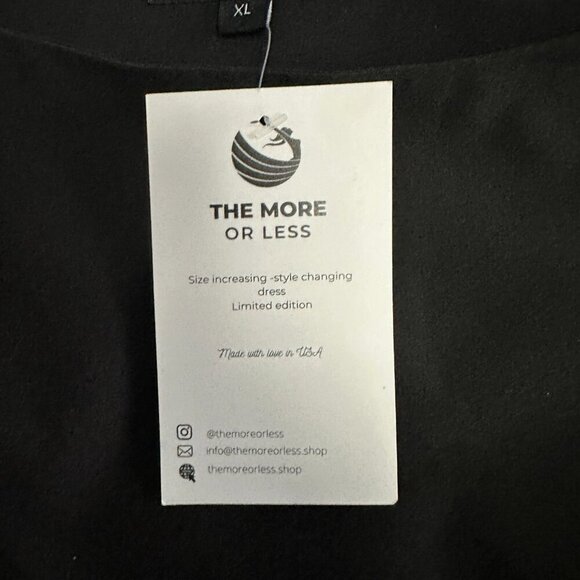 XL
THE MORE
OR LESS
Size increasing -style changing
dress
Limited edition
Made with love in USA
@themoreorless
info@themoreorless.shop
themoreorless.shop